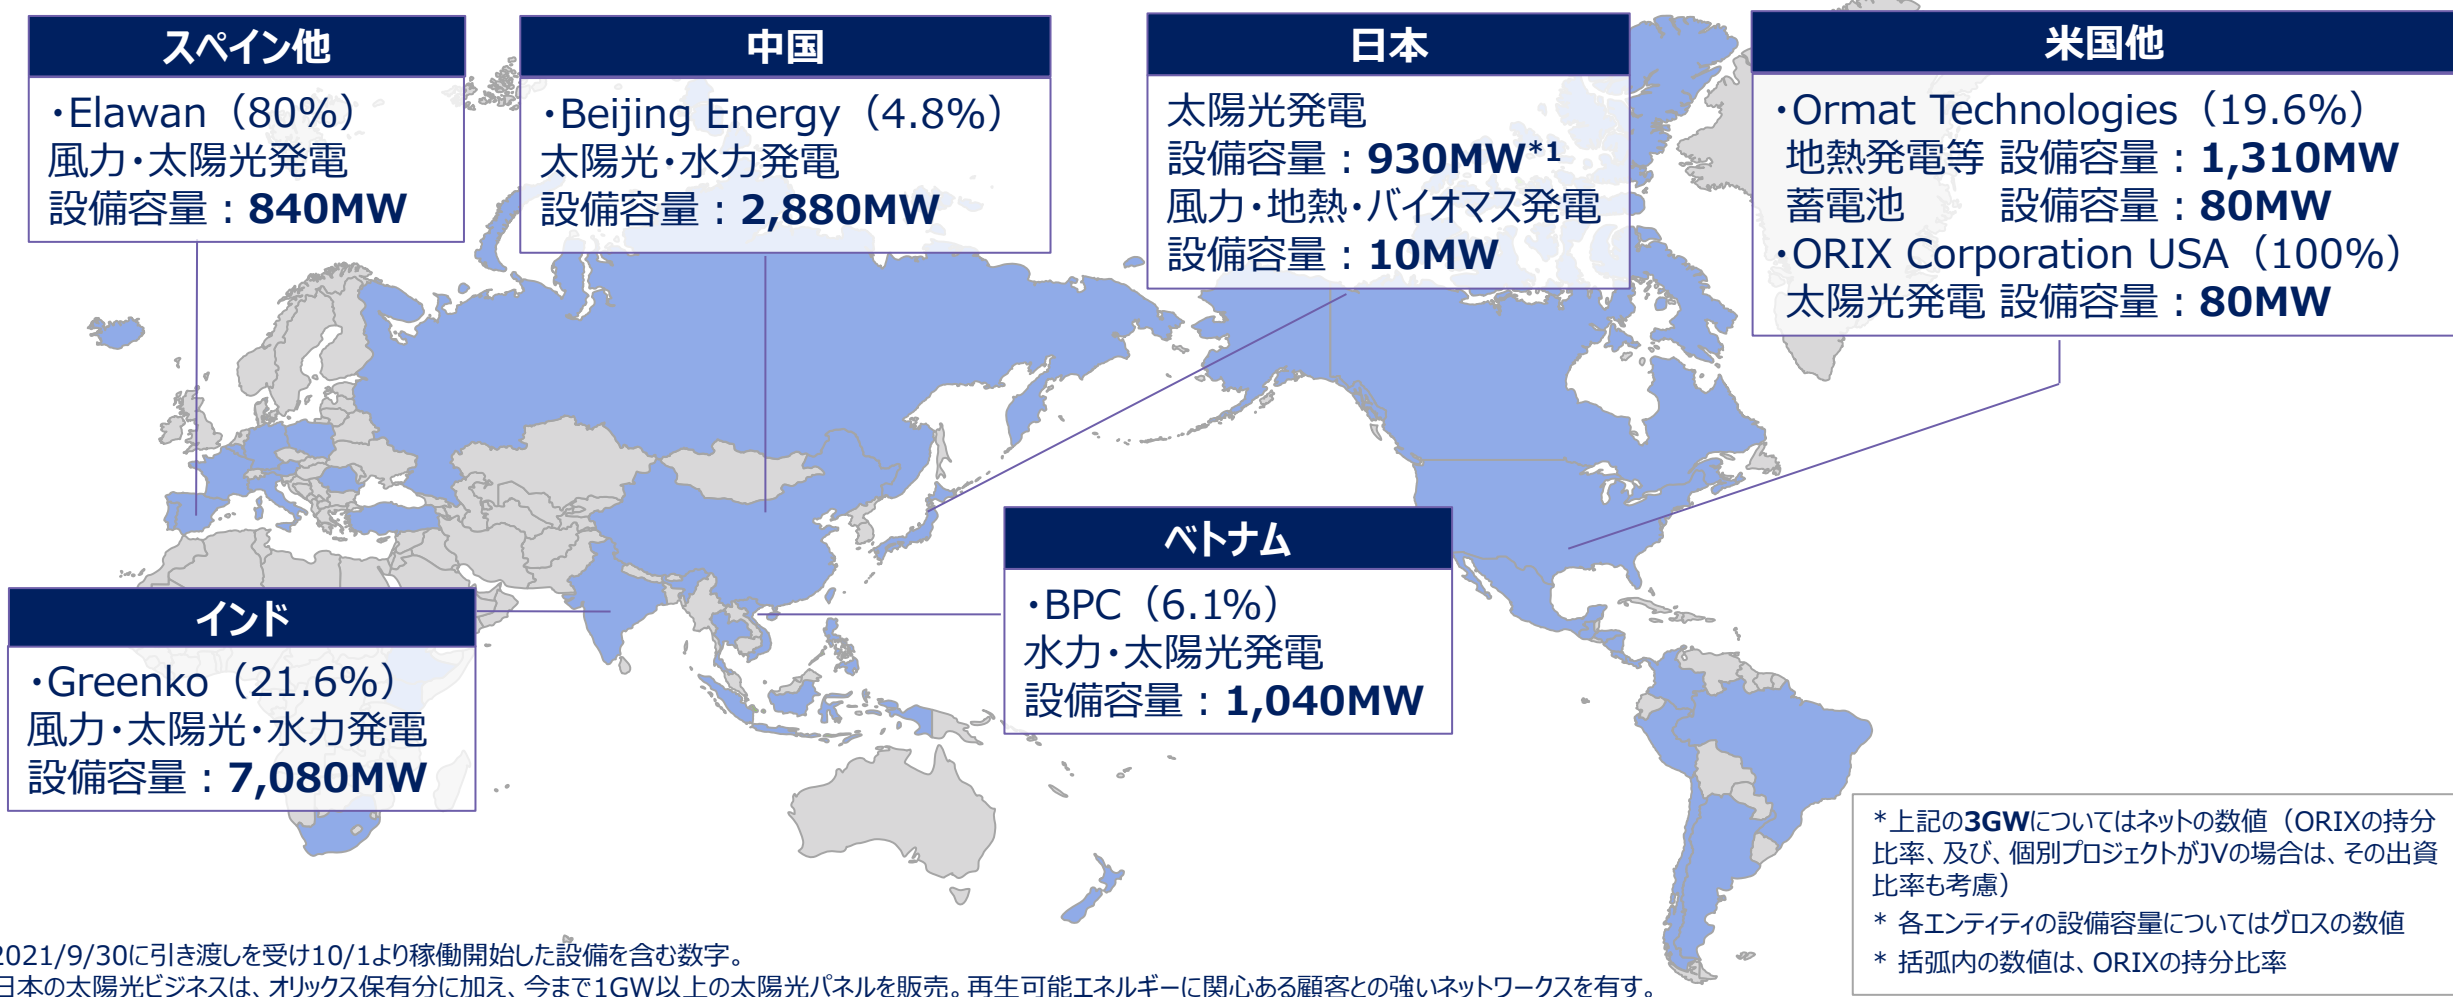 スペイン他
・Elawan（80%）
風力・太陽光発電
設備容量：840MW
中国
・Beijing Energy（4.8%）
太陽光・水力発電
設備容量：2,880MW
日本
太陽光発電
設備容量：930MW*1
風力・地熱・バイオマス発電
設備容量：10MW
米国他
・Ormat Technologies（19.6%）
地熱発電等 設備容量：1,310MW
蓄電池 設備容量：80MW
・ORIX Corporation USA（100%）
太陽光発電 設備容量：80MW
インド
・Greenko（21.6%）
風力・太陽光・水力発電
設備容量：7,080MW
ベトナム
・BPC（6.1%）
水力・太陽光発電
設備容量：1,040MW
*上記の3GWについてはネットの数値（ORIXの持分
比率、及び、個別プロジェクトがJVの場合は、その出資
比率も考慮）
* 各エンティティの設備容量についてはグロスの数値
* 括弧内の数値は、ORIXの持分比率
2021/9/30に引き渡しを受け10/1より稼働開始した設備を含む数字。
日本の太陽光ビジネスは、オリックス保有分に加え、今まで1GW以上の太陽光パネルを販売。再生可能エネルギーに関心ある顧客との強いネットワークスを有す。